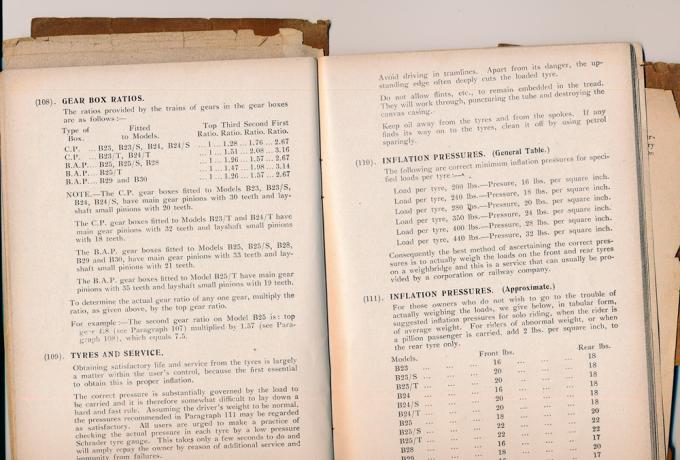 (108). GEAR BOX RATIOS.
The ratios provided by the trains of gears in the gear boxes
are as follows:—
Type of Fitted Top Third Second First
Box. to Models. Ratio. Ratio. Ratio. Ratio.
C.P. ... B23, B23/S, B24, B24/S ... 1 ... 1.28 ... 1.76 ... 2.67
C.P. B23/T, B24/T ... 1 ... 1.51 ... 2.08 ... 3.16
B.A.P.... B25, B25/S, B28 ... 1 ... 1.26 ... 1.57 ... 2.67
B.A.P.... B25/T ... 1 ... 1.47 ... 1.98 ... 3.14
B.A.P.... B29 and B30 ... 1 ... 1.26 ... 1.57 ... 2.67
NOTE.—The C.P. gear boxes fitted to Models B23, B23/S,
B24, B24/S, have main gear pinions with 30 teeth and lay-
shaft small pinions with 20 teeth.
The C.P. gear boxes fitted to Models B23/T and B24/T have
main gear pinions with 32 teeth and layshaft small pinions
with 18 teeth.
The B.A.P. gear boxes fitted to Models B25, B25/S, B28,
B29 and B30, have main gear pinions with 33 teeth and lay-
shaft small pinions with 21 teeth.
The B.A.P. gear boxes fitted to Model B25/T have main gear
pinions with 35 teeth and layshaft small pinions with 19 teeth.
To determine the actual gear ratio of any one gear, multiply the
ratio, as given above, by the top gear ratio.
For example:—The second gear ratio on Model B25 is: top
gear 4.8 (see Paragraph 107) multiplied by 1.57 (see Para-
graph 108), which equals 7.5.
(109). TYRES AND SERVICE.
Obtaining satisfactory life and service from the tyres is largely
a matter within the user's control, because the first essential
to obtain this is proper inflation.
The correct pressure is substantially governed by the load to
be carried and it is therefore somewhat difficult to lay down a
hard and fast rule. Assuming the driver's weight to be normal,
the pressures recommended in Paragraph 111 may be regarded
as satisfactory. All users are urged to make a practice of
checking the actual pressure in each tyre by a low pressure
Schrader tyre gauge. This takes only a few seconds to do and
will amply repay the owner by reason of additional service and
immunity from failures.
Avoid driving in tramlines. Apart from its danger, the up-
standing edge often deeply cuts the loaded tyre.
Do not allow flints, etc., to remain embedded in the tread.
They will work through, puncturing the tube and destroying the
canvas casing.
Keep oil away from the tyres and from the spokes. If any
finds its way on to the tyres, clean it off by using petrol
sparingly.
(110). INFLATION PRESSURES. (General Table.)
The following are correct minimum inflation pressures for speci-
fied loads per tyre:—
Load per tyre, 200 lbs.—Presure, 16 lbs. per square inch.
Load per tyre, 240 lbs.—Pressure, 18 lbs. per square inch.
Load per tyre, 280 lbs.—Pressure, 20 lbs. per square inch.
Load per tyre, 350 lbs.—Pressure, 24 lbs. per square inch.
Load per tyre, 400 lbs.—Pressure, 28 lbs. per square inch.
Load per tyre, 440 lbs.—Pressure, 32 lbs. per square inch.
Consequently the best method of ascertaining the correct pres-
sures is to actually weigh the loads on the front and rear tyres
on a weighbridge and this is a service that can usually be pro-
vided by a corporation or railway company.
(111). INFLATION PRESSURES. (Approximate.)
For those owners who do not wish to go to the trouble of
actually weighing the loads, we give below, in tabular form,
suggested inflation pressures for solo riding, when the rider is
of average weight. For riders of abnormal weight, or when
a pillion passenger is carried, add 2 lbs. per square inch, to
the rear tyre only.
Models. Front lbs. Rear lbs.
B23 ... ... ... 16 ... ... ... 18
B23/S ... ... ... 20 ... ... ... 18
B23/T ... ... ... 20 ... ... ... 18
B24 ... ... ... 16 ... ... ... 18
B24/S ... ... ... 20 ... ... ... 18
B24/T ... ... ... 20 ... ... ... 18
B25 ... ... ... 18 ... ... ... 20
B25/S ... ... ... 22 ... ... ... 22
B25/T ... ... ... 22 ... ... ... 22
B28 ... ... ... 16 ... ... ... 17
B29 ... ... ... 18 ... ... ... 20